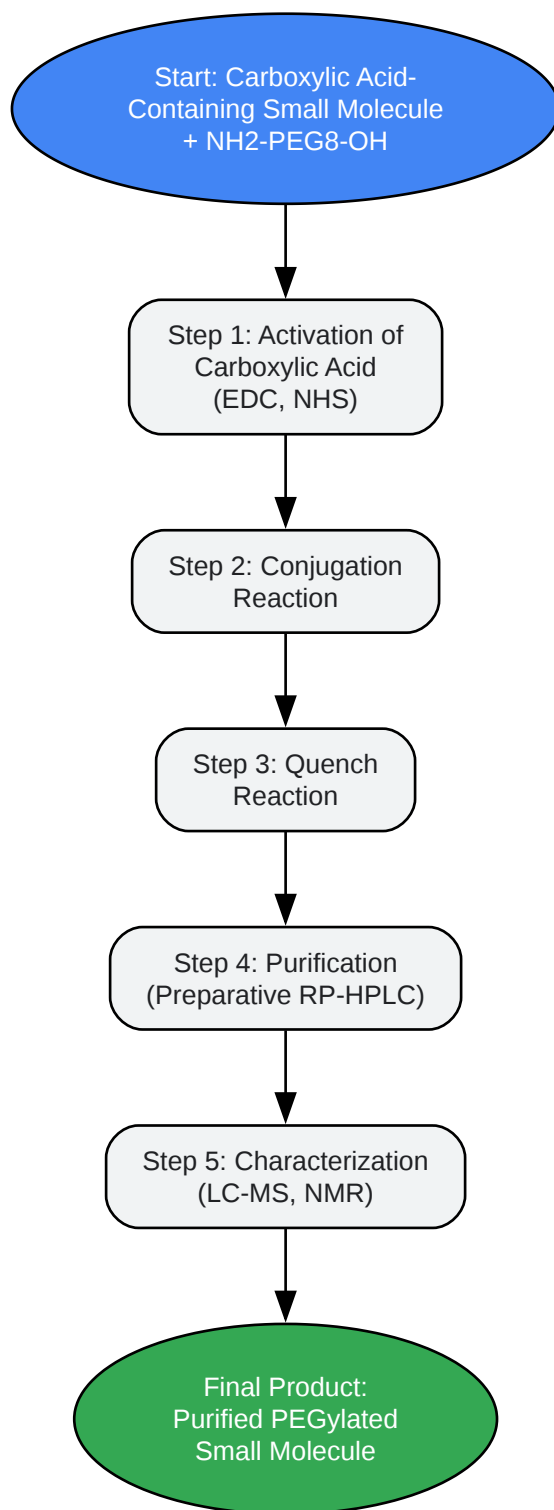 Start: Carboxylic Acid-
Containing Small Molecule
+ NH2-PEG8-OH
Step 1: Activation of
Carboxylic Acid
(EDC, NHS)
Step 2: Conjugation
Reaction
Step 3: Quench
Reaction
Step 4: Purification
(Preparative RP-HPLC)
Step 5: Characterization
(LC-MS, NMR)
Final Product:
Purified PEGylated
Small Molecule